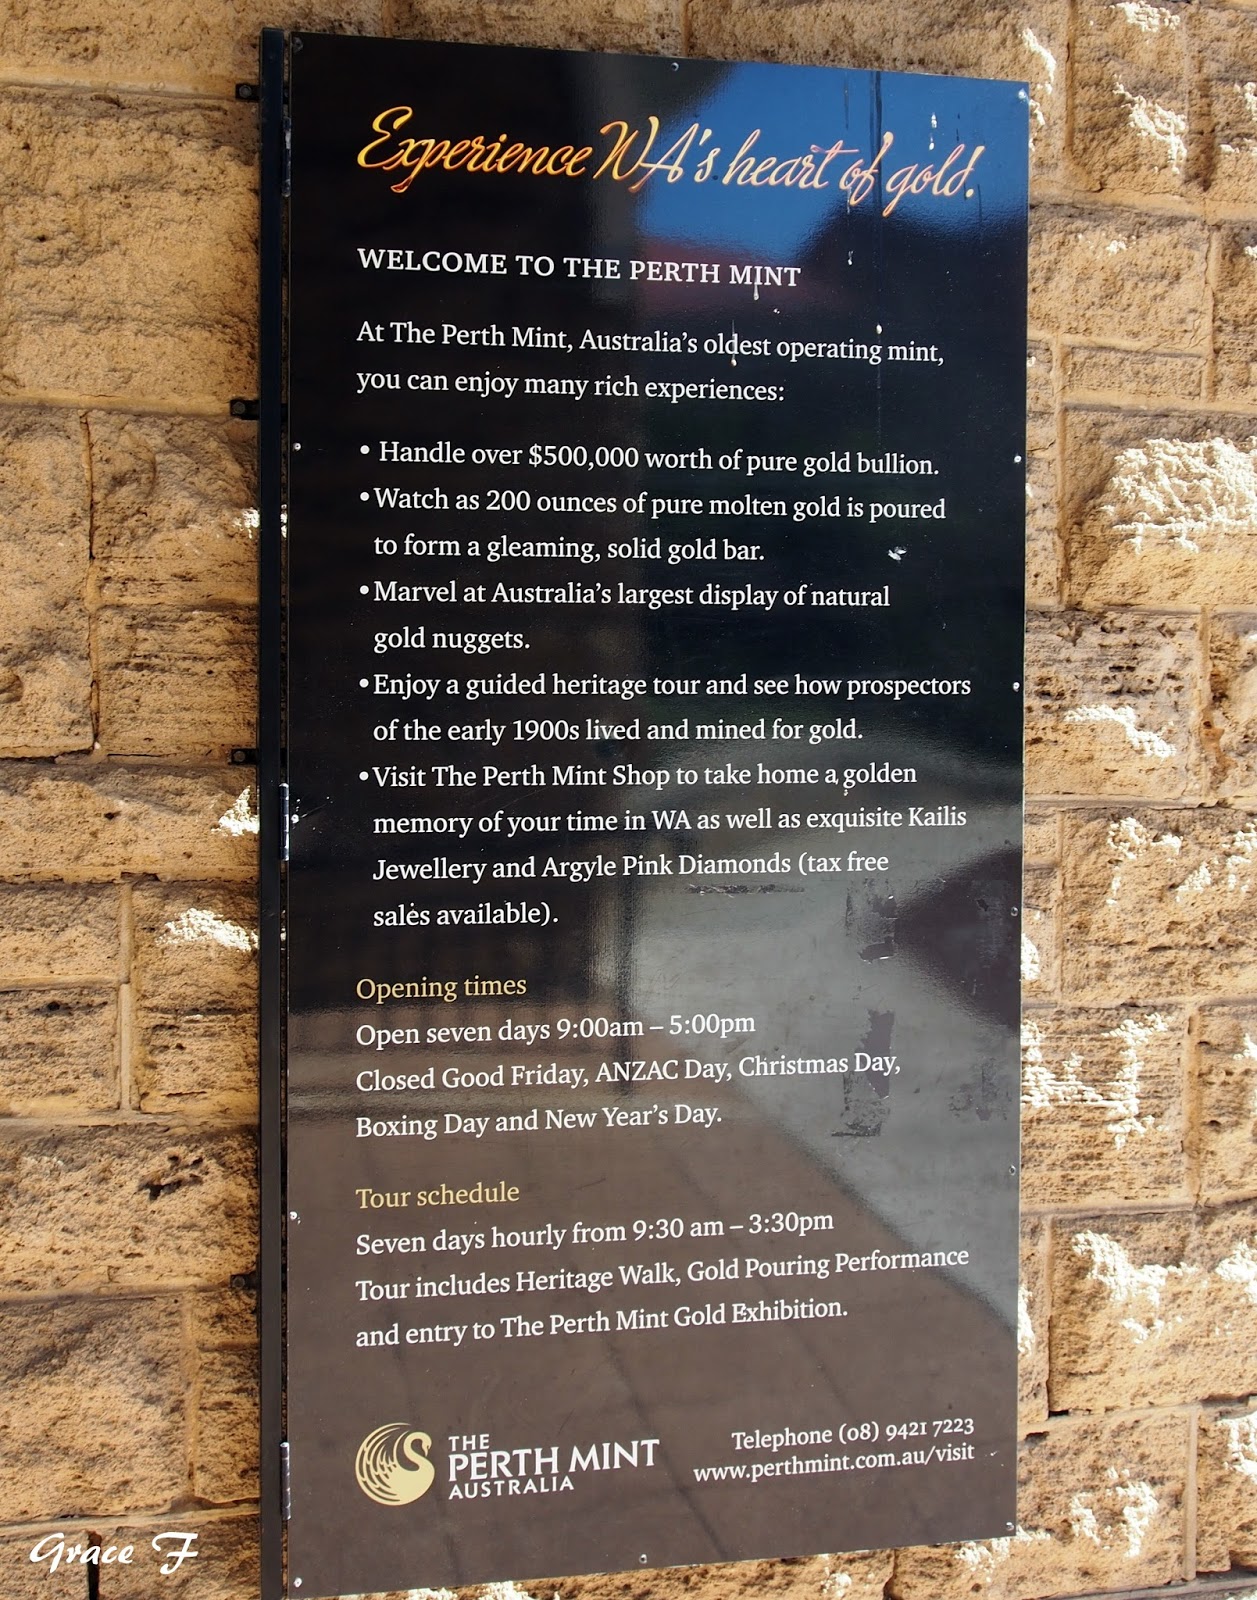 Experience WA's heart of gold.
WELCOME TO THE PERTH MINT
At The Perth Mint, Australia's oldest operating mint,
you can enjoy many rich experiences:
• Handle over $500,000 worth of pure gold bullion.
• Watch as 200 ounces of pure molten gold is poured
to form a gleaming, solid gold bar.
• Marvel at Australia's largest display of natural
gold nuggets.
• Enjoy a guided heritage tour and see how prospectors
of the early 1900s lived and mined for gold.
• Visit The Perth Mint Shop to take home a golden
memory of your time in WA as well as exquisite Kailis
Jewellery and Argyle Pink Diamonds (tax free
sales available).
Opening times
Open seven days 9:00am – 5:00pm
Closed Good Friday, ANZAC Day, Christmas Day,
Boxing Day and New Year's Day.
Tour schedule
Seven days hourly from 9:30 am – 3:30pm
Tour includes Heritage Walk, Gold Pouring Performance
and entry to The Perth Mint Gold Exhibition.
THE
PERTH MINT
AUSTRALIA
Telephone (08) 9421 7223
www.perthmint.com.au/visit
Grace F